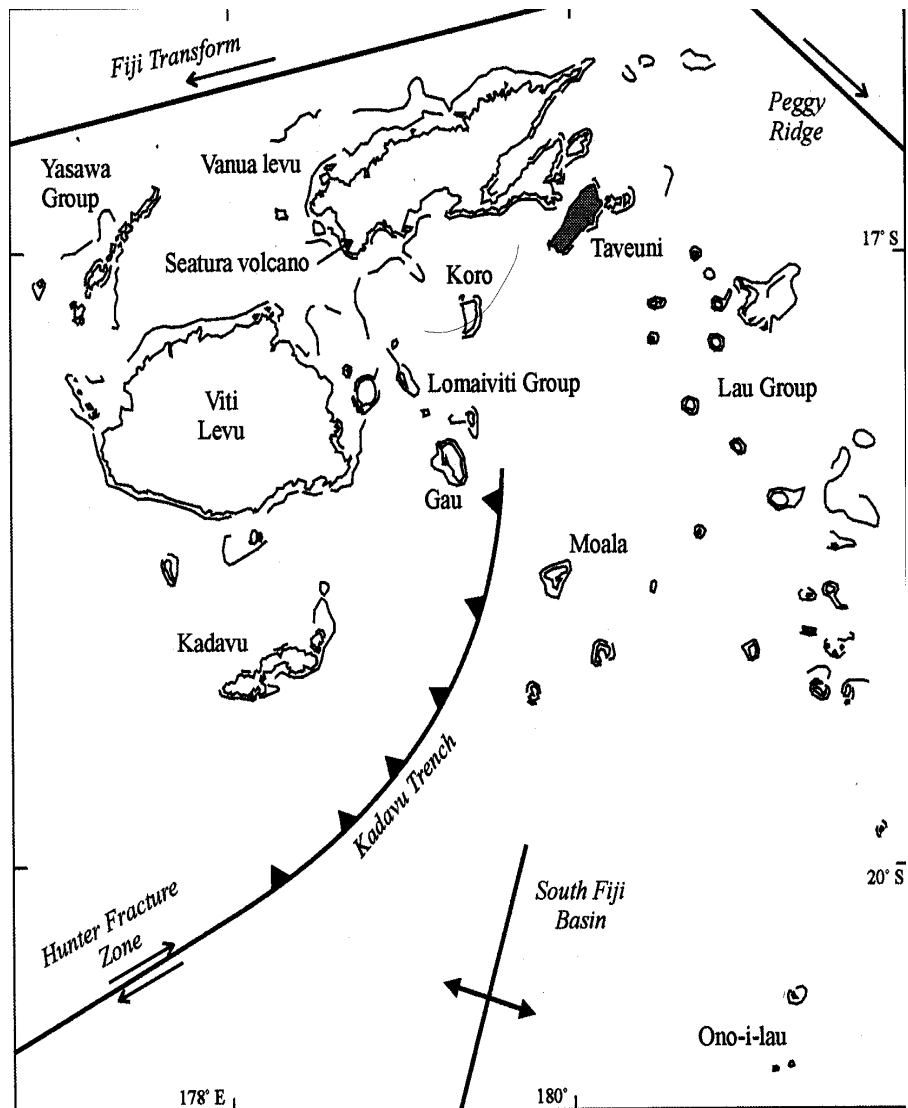 Fiji Transform
Peggy
Ridge
Yasawa
Group
Vanua levu
Seatura volcano
Taveuni
17° S
Koro
Viti
Levu
Lomaiviti Group
Lau Group
Gau
Moala
Kadavu
Kadavu Trench
Hunter Fracture
Zone
South Fiji
Basin
20° S
Ono-i-lau
178° E
180°